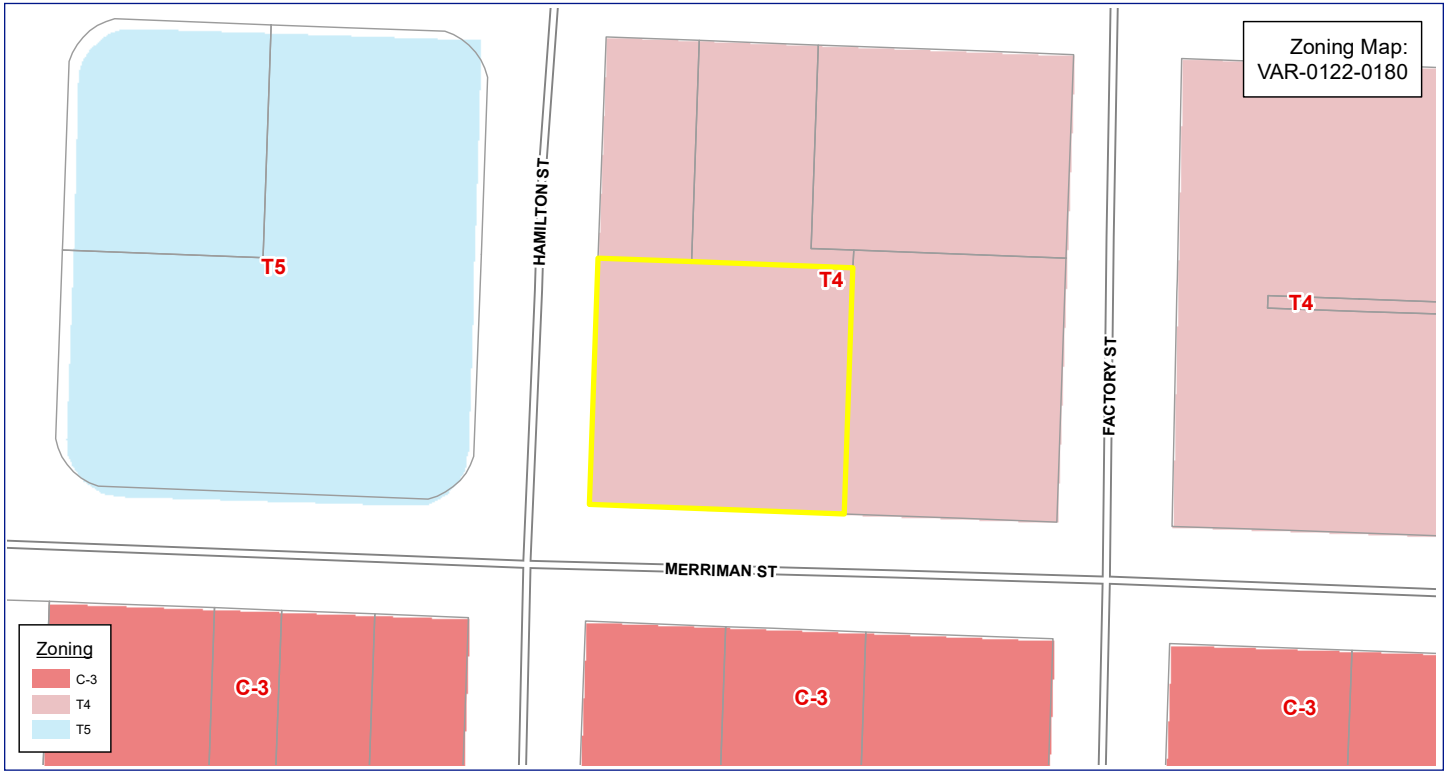 Zoning Map:
VAR-0122-0180
HAMILTON ST
T5
T4
T4
FACTORY ST
MERRIMAN ST
Zoning
C-3
T4
T5
C-3
C-3
C-3